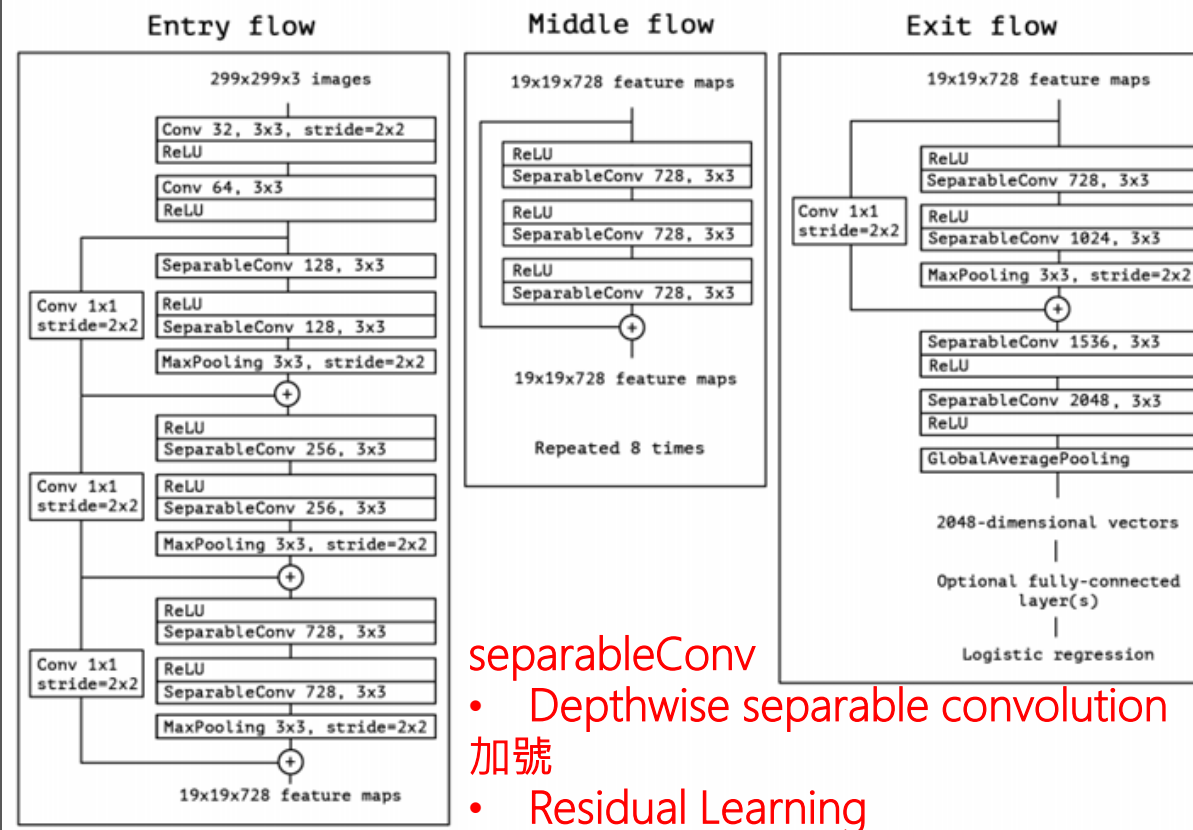 Entry flow
299x299x3 images
Conv 32, 3x3, stride=2x2
ReLU
Conv 64, 3x3
ReLU
SeparableConv 128, 3x3
Conv 1x1
stride=2x2
ReLU
SeparableConv 128, 3x3
MaxPooling 3x3, stride=2x2
+
ReLU
SeparableConv 256, 3x3
Conv 1x1
stride=2x2
ReLU
SeparableConv 256, 3x3
MaxPooling 3x3, stride=2x2
+
ReLU
SeparableConv 728, 3x3
Conv 1x1
stride=2x2
ReLU
SeparableConv 728, 3x3
MaxPooling 3x3, stride=2x2
+
19x19x728 feature maps
Middle flow
19x19x728 feature maps
ReLU
SeparableConv 728, 3x3
ReLU
SeparableConv 728, 3x3
ReLU
SeparableConv 728, 3x3
+
19x19x728 feature maps
Repeated 8 times
Exit flow
19x19x728 feature maps
ReLU
SeparableConv 728, 3x3
Conv 1x1
stride=2x2
ReLU
SeparableConv 1024, 3x3
MaxPooling 3x3, stride=2x2
+
SeparableConv 1536, 3x3
ReLU
SeparableConv 2048, 3x3
ReLU
GlobalAveragePooling
2048-dimensional vectors
Optional fully-connected
layer(s)
Logistic regression
separableConv
• Depthwise separable convolution
加號
• Residual Learning